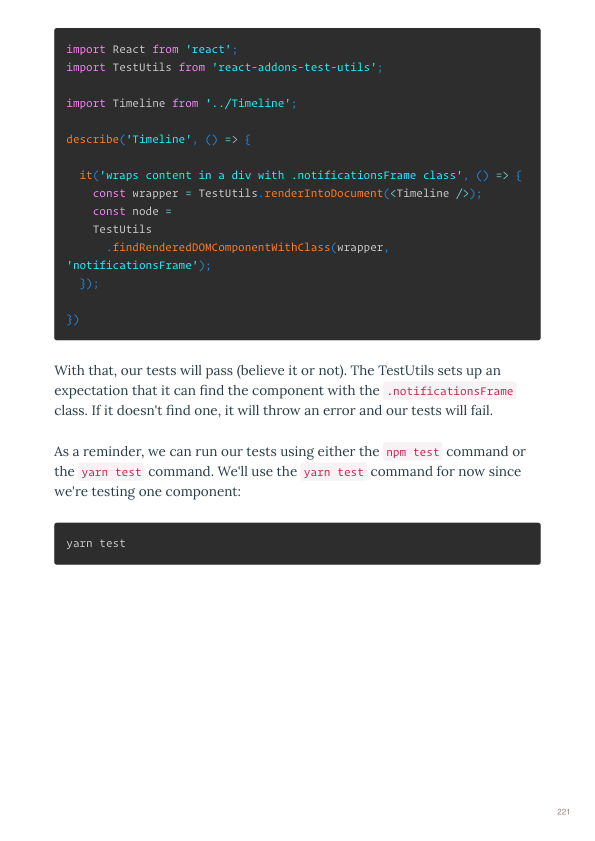 import React from 'react';
import TestUtils from 'react-addons-test-utils';
import Timeline from '../Timeline';
describe('Timeline', () => {
it('wraps content in a div with .notificationsFrame class', () => {
const wrapper = TestUtils.renderIntoDocument(<Timeline />);
const node =
TestUtils
.findRenderedDOMComponentWithClass(wrapper,
'notificationsFrame');
});
})
With that, our tests will pass (believe it or not). The TestUtils sets up an
expectation that it can find the component with the .notificationsFrame
class. If it doesn't find one, it will throw an error and our tests will fail.
As a reminder, we can run our tests using either the npm test command or
the yarn test command. We'll use the yarn test command for now since
we're testing one component:
yarn test
221